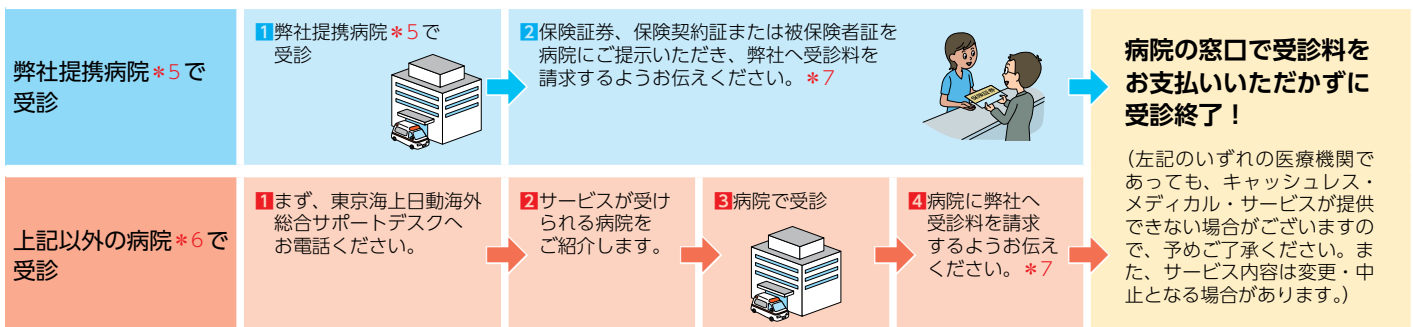 弊社提携病院＊5で
受診
1弊社提携病院＊5で
受診
2保険証券、保険契約証または被保険者証を
病院にご提示いただき、弊社へ受診料を
請求するようお伝えください。＊7
保険証券
上記以外の病院＊6で
受診
1まず、東京海上日動海外
総合サポートデスクへ
お電話ください。
2サービスが受け
られる病院を
ご紹介します。
3病院で受診
4病院に弊社へ
受診料を請求
するようお伝え
ください。＊7
病院の窓口で受診料を
お支払いいただかずに
受診終了！
（左記のいずれの医療機関で
あっても、キャッシュレス・
メディカル・サービスが提供
できない場合がございますの
で、予めご了承ください。ま
た、サービス内容は変更・中
止となる場合があります。）